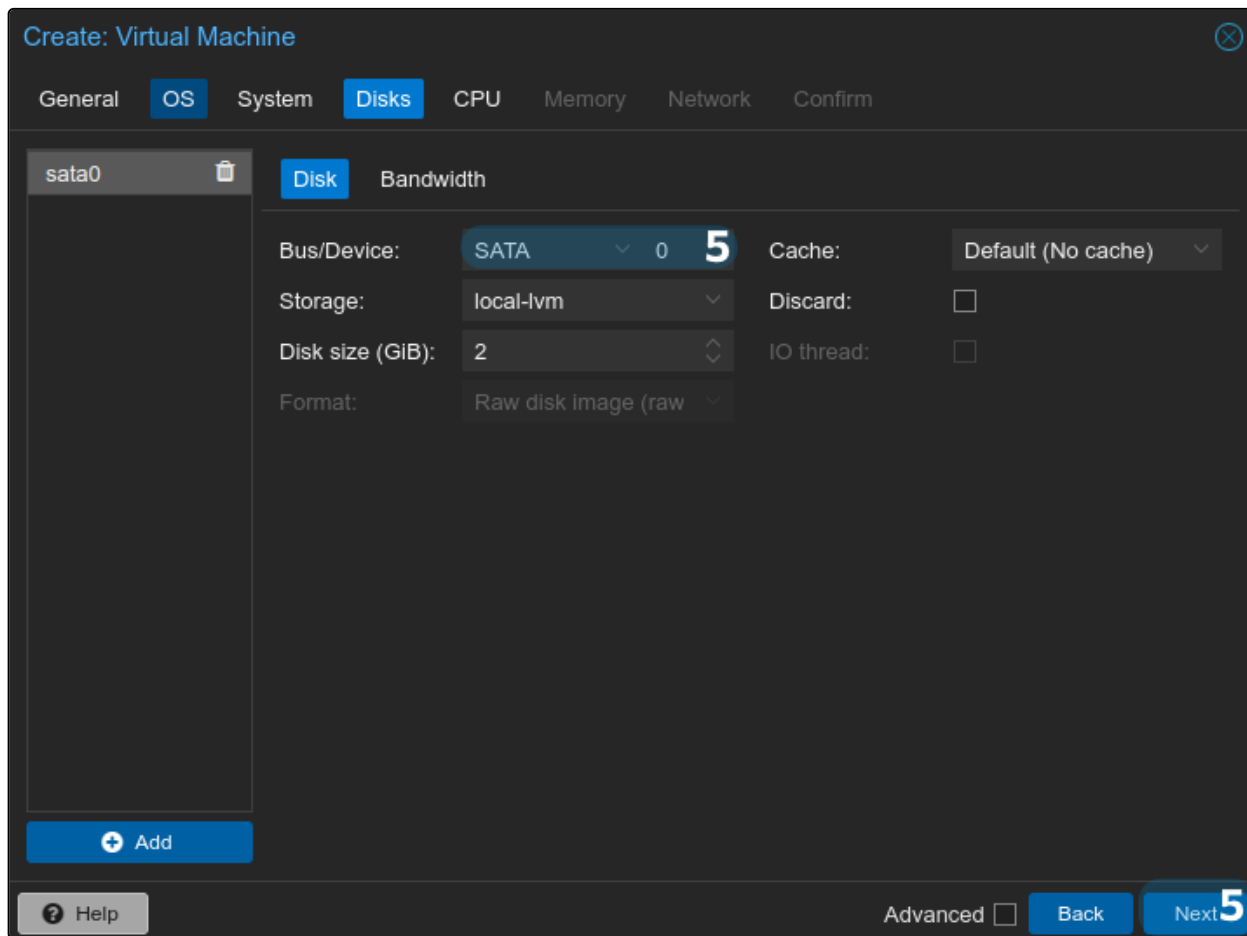 Create: Virtual Machine
General OS System Disks CPU Memory Network Confirm
sata0
Disk Bandwidth
Bus/Device: SATA 0 5 Cache: Default (No cache)
Storage: local-lvm Discard:
Disk size (GiB): 2 IO thread:
Format: Raw disk image (raw
Add
Help Advanced Back Next 5